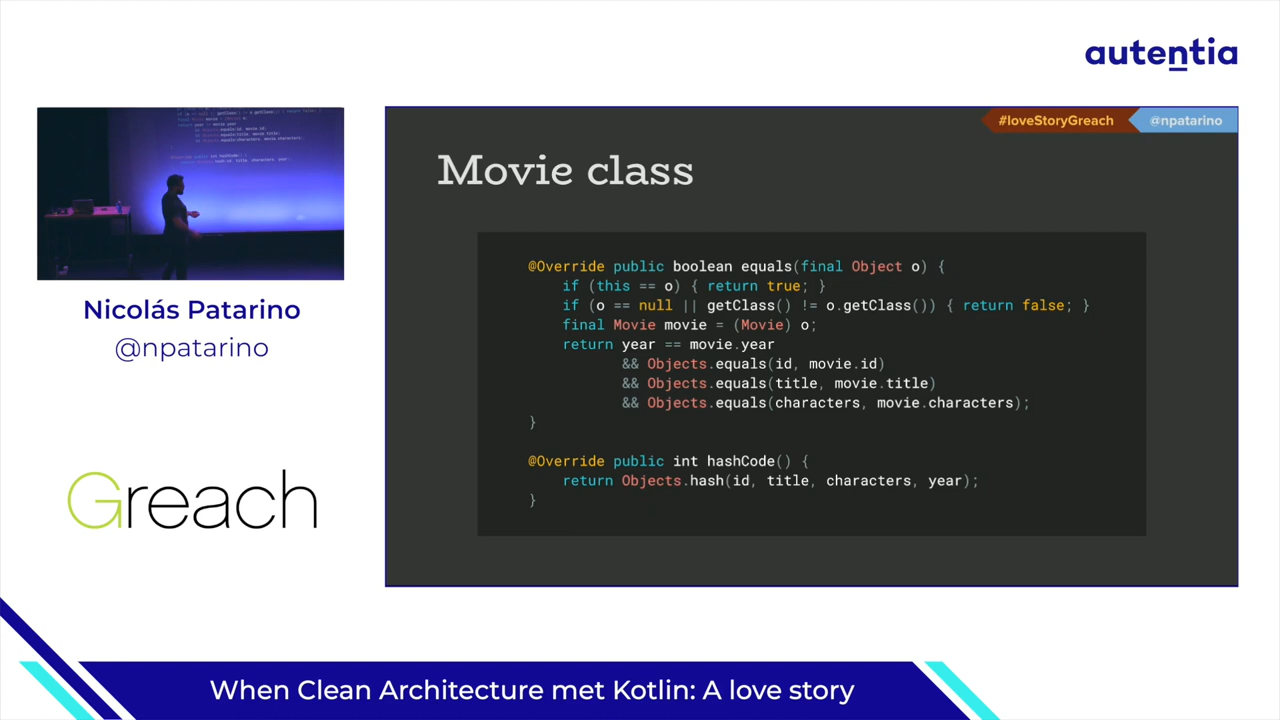 autentia
#loveStoryGreach
@npatarino
Movie class
@Override public boolean equals(final Object o) {
if (this == o) { return true; }
if (o == null || getClass() != o.getClass()) { return false; }
final Movie movie = (Movie) o;
return year == movie.year
&& Objects.equals(id, movie.id)
&& Objects.equals(title, movie.title)
&& Objects.equals(characters, movie.characters);
}
@Override public int hashCode() {
return Objects.hash(id, title, characters, year);
}
Nicolás Patarino
@npatarino
Greach
When Clean Architecture met Kotlin: A love story